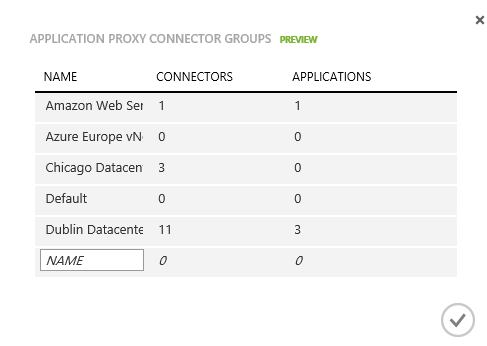 APPLICATION PROXY CONNECTOR GROUPS PREVIEW
NAME CONNECTORS APPLICATIONS
Amazon Web Ser 1 1
Azure Europe vN 0 0
Chicago Datacen 3 0
Default 0 0
Dublin Datacente 11 3
NAME 0 0